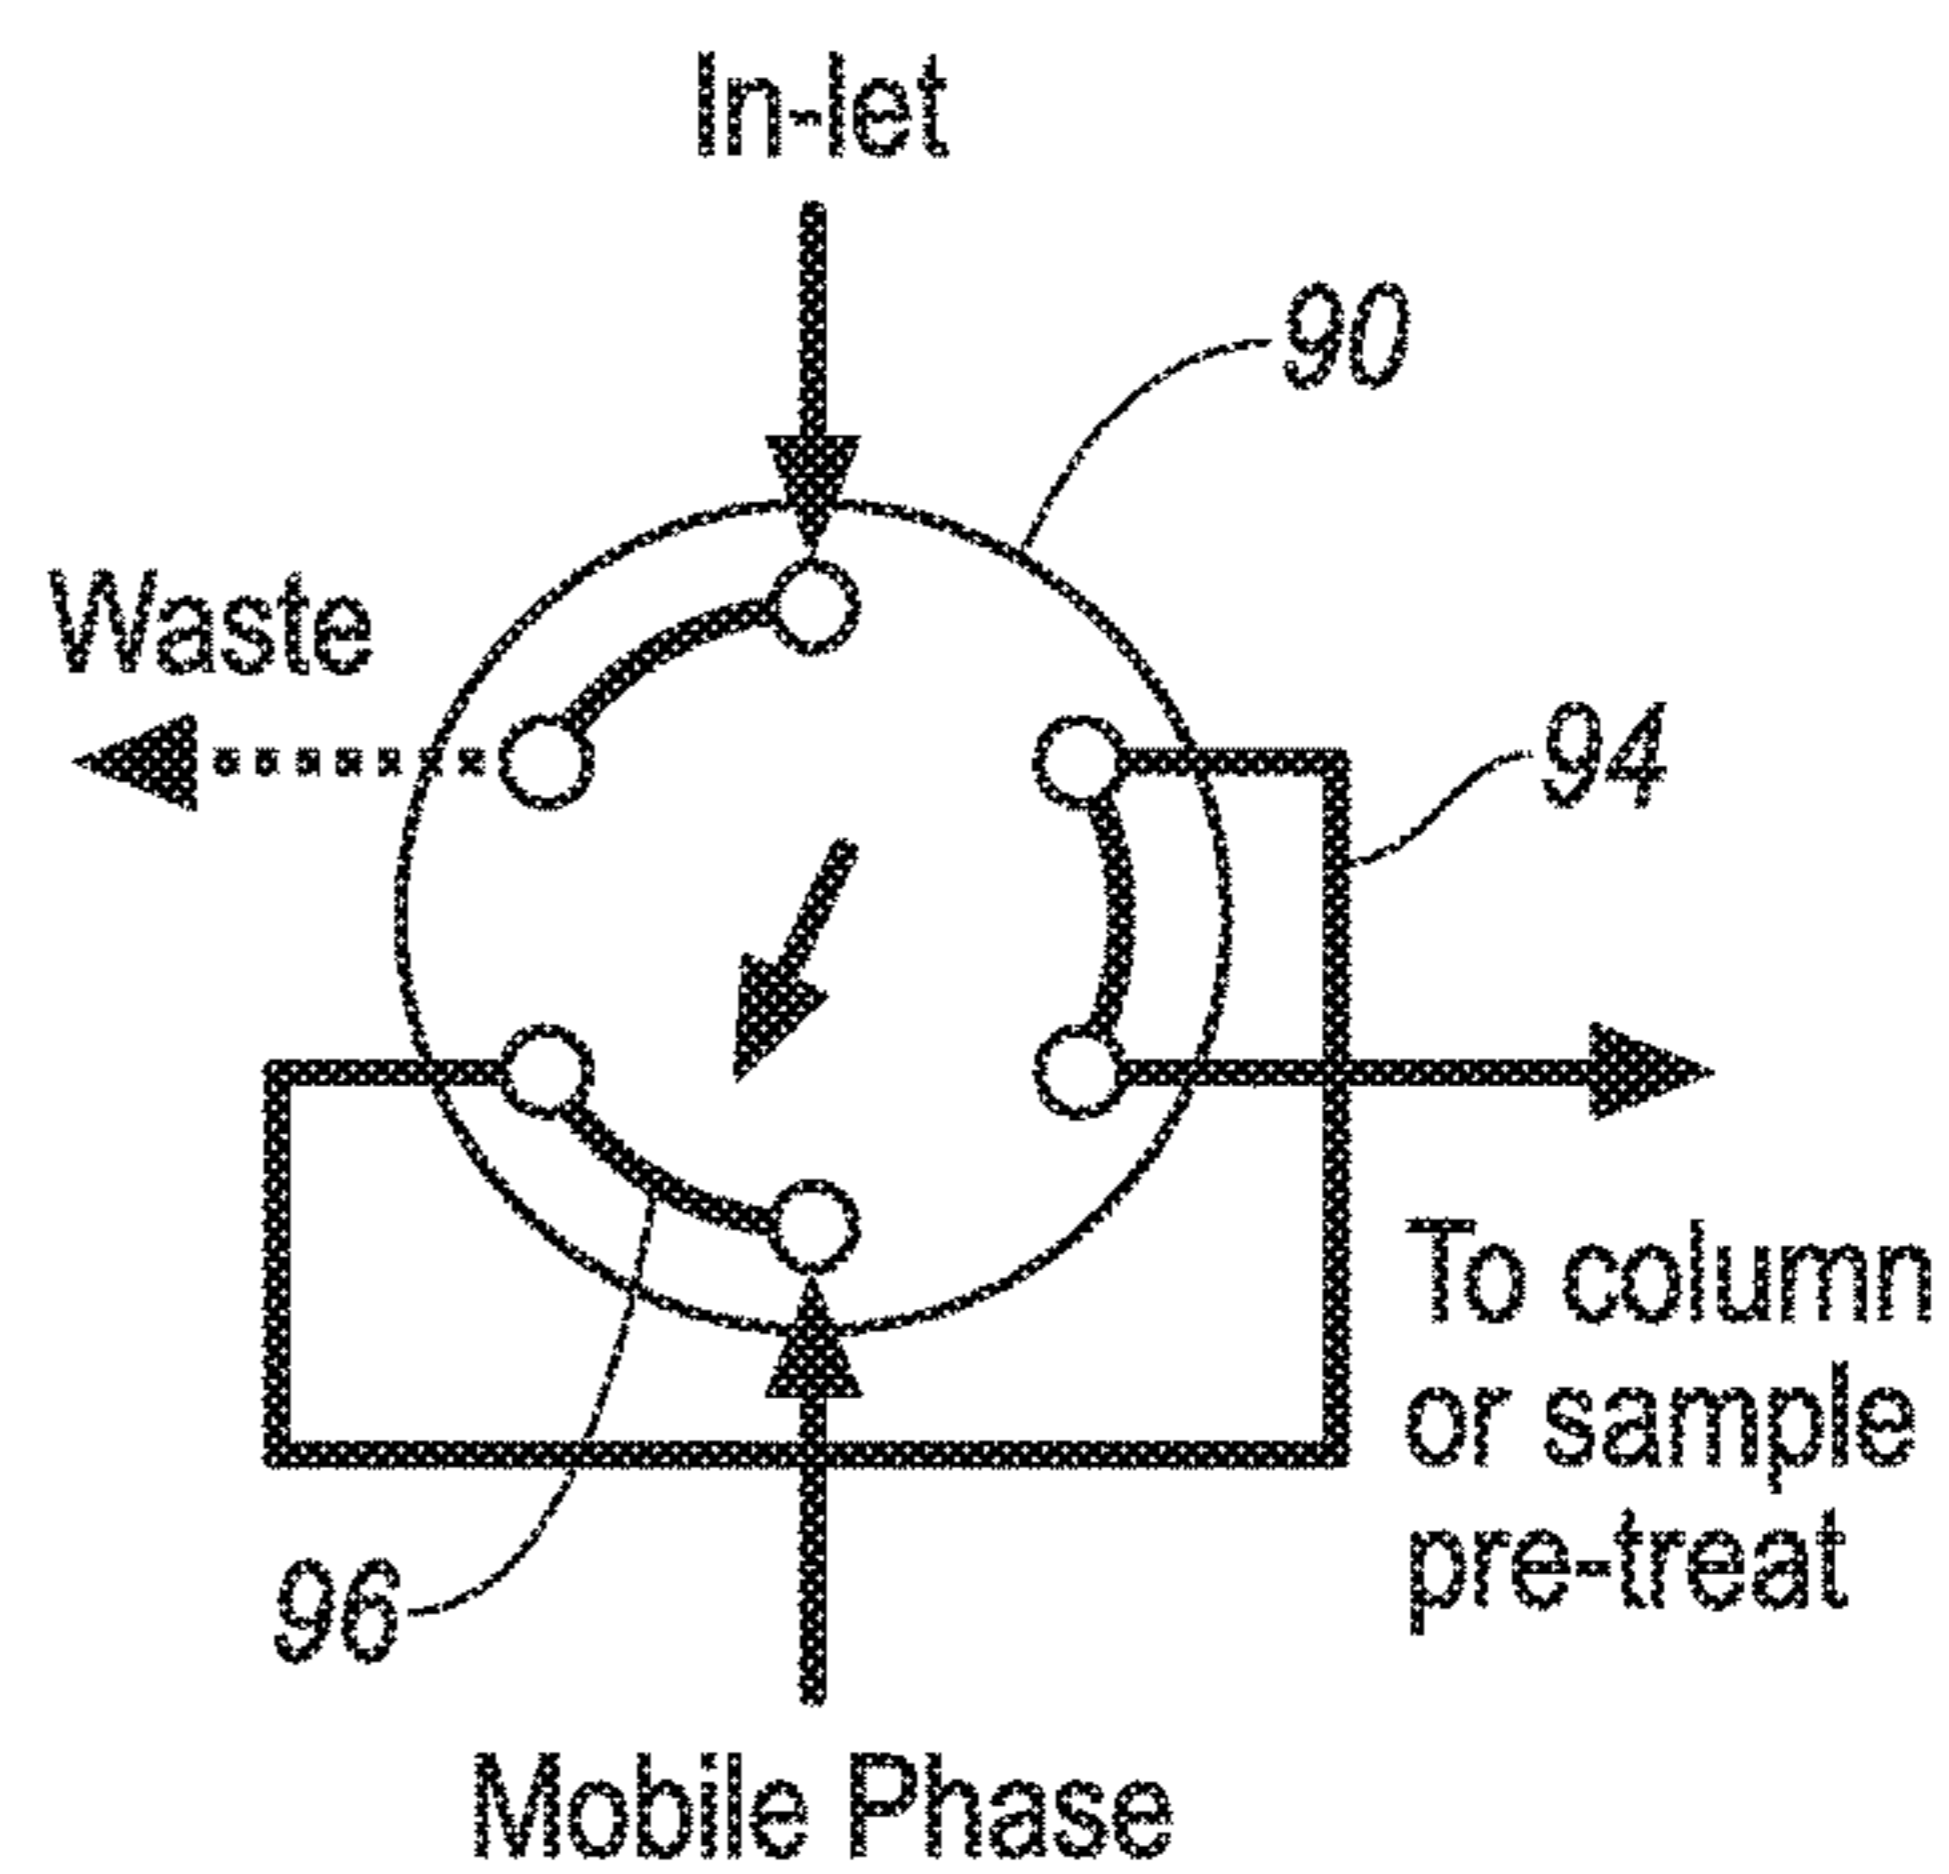 In-let
90
Waste
94
To column
or sample
pre-treat
96
Mobile Phase